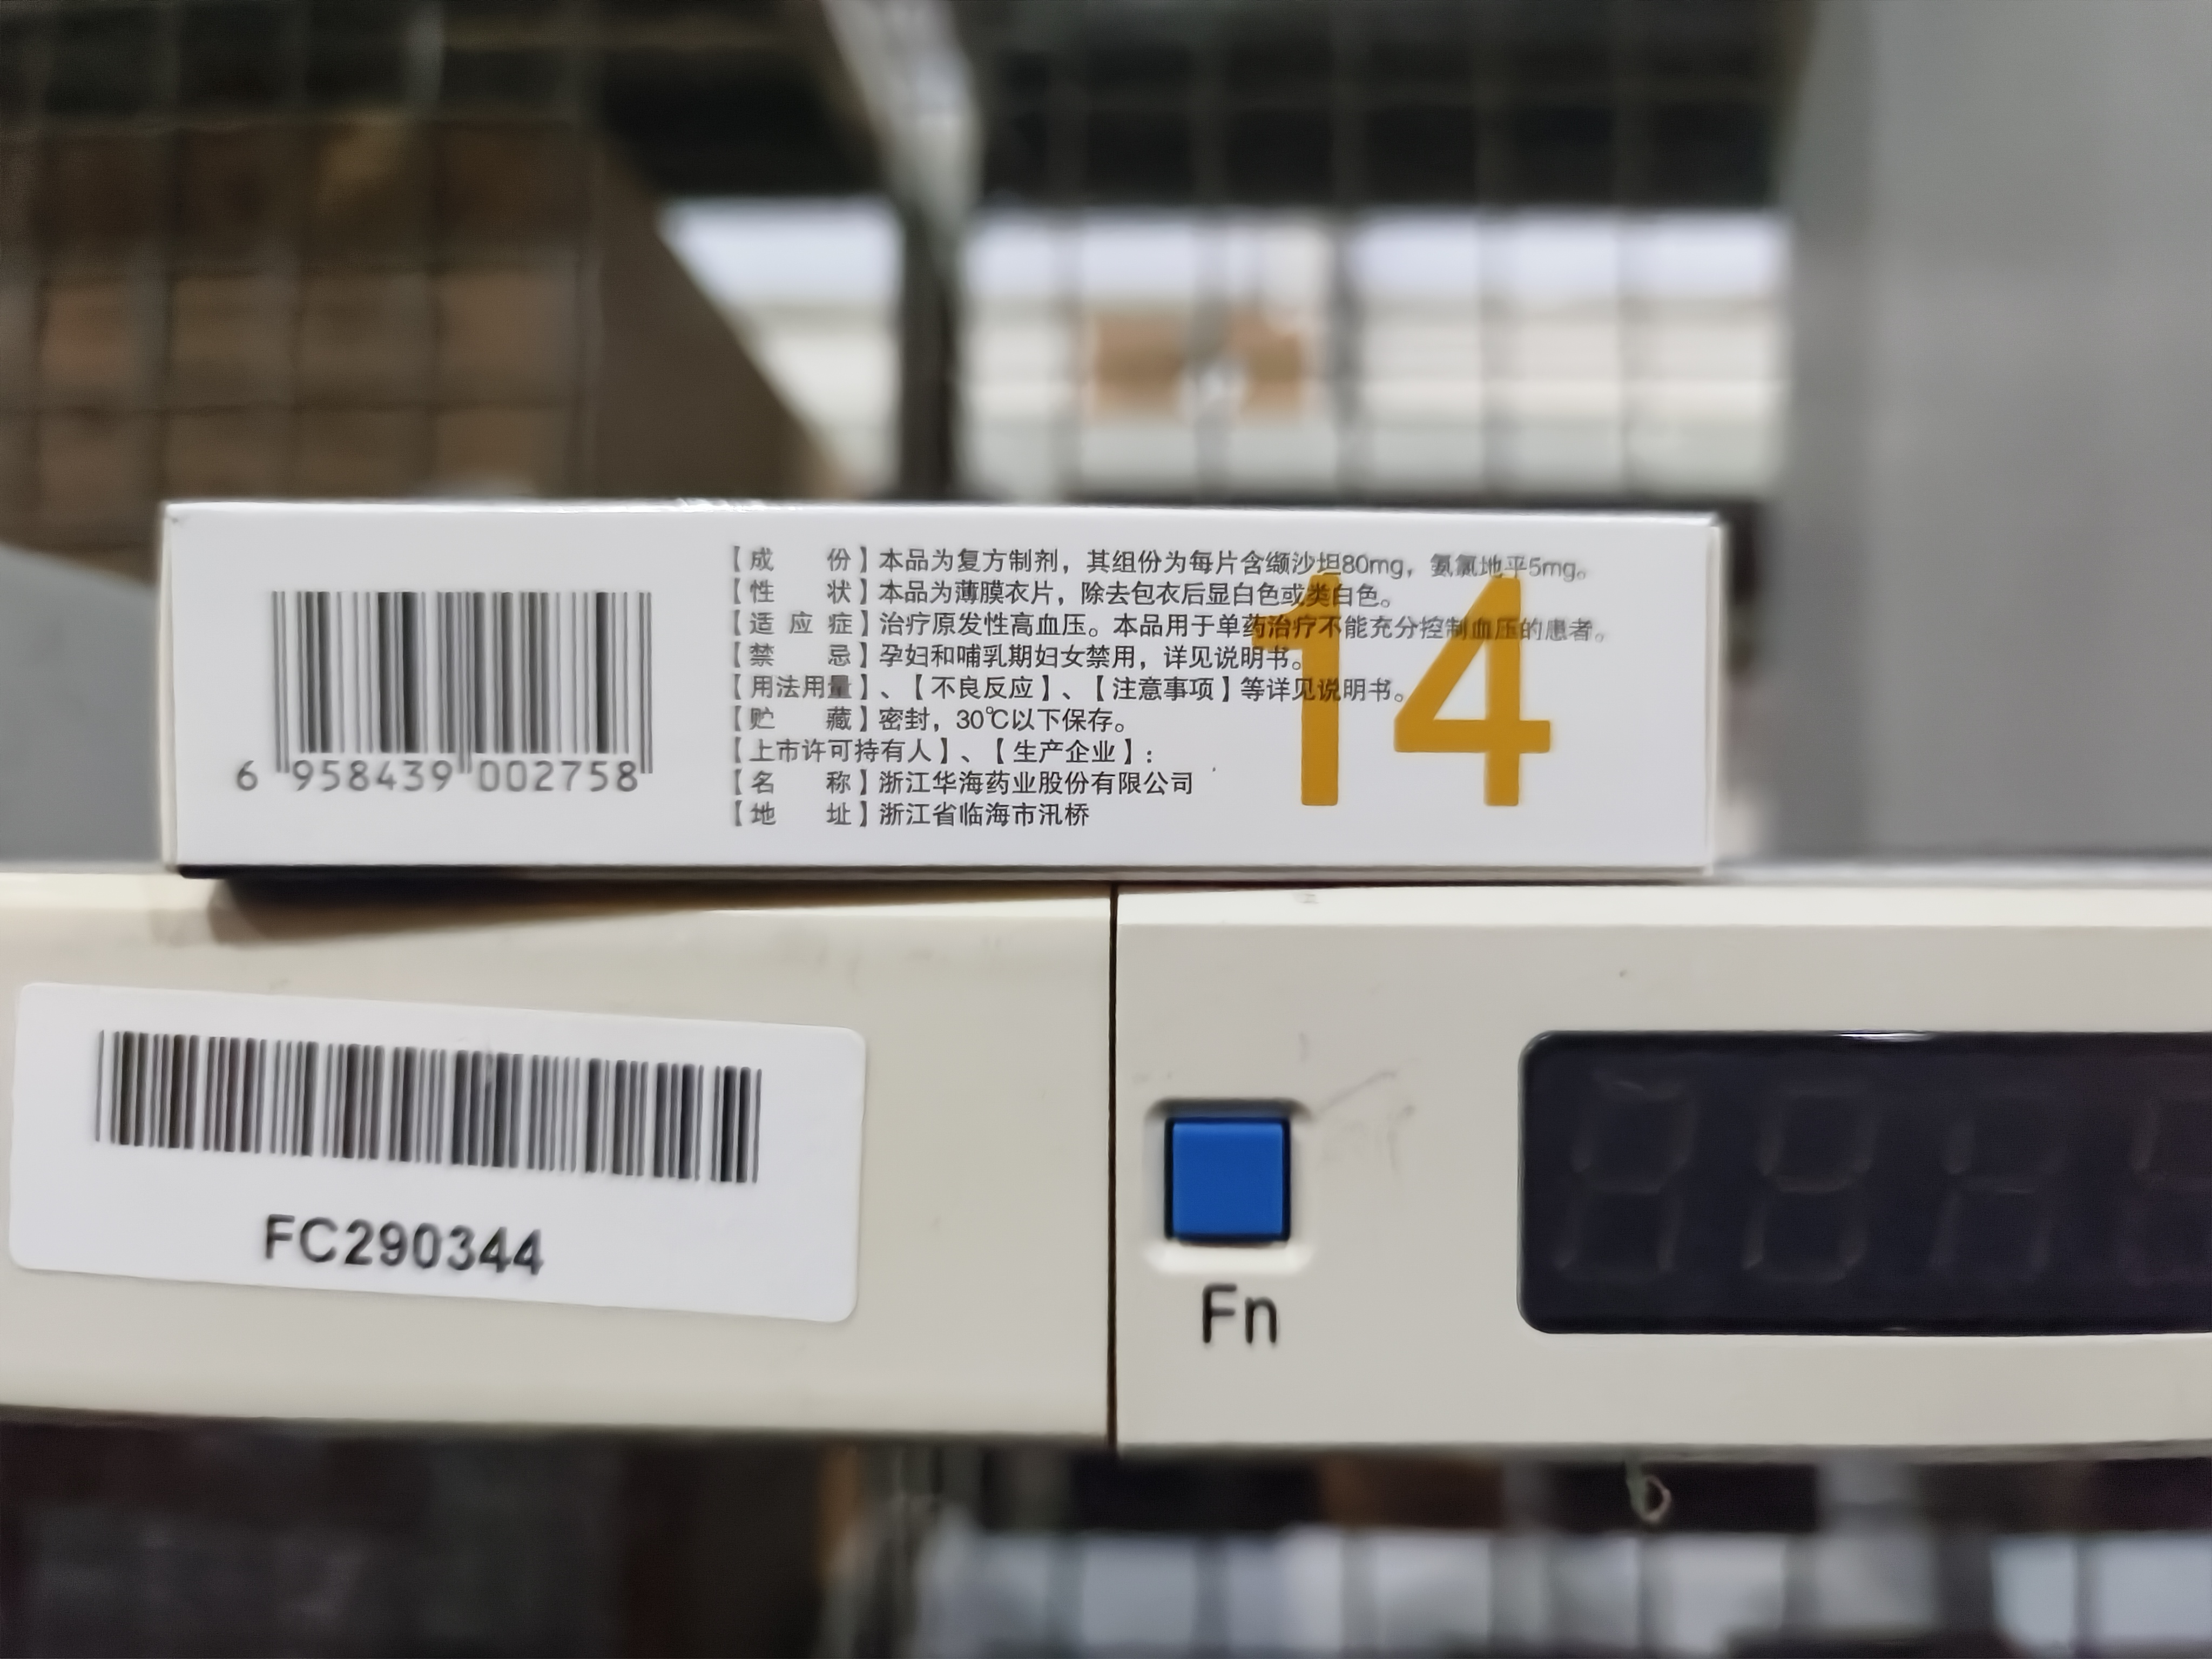 【成份】本品为复方制剂，其组份为每片含缬沙坦80mg，氨氯地平5mg。
【性状】本品为薄膜衣片，除去包衣后显白色或类白色。
【适应症】治疗原发性高血压。本品用于单药治疗不能充分控制血压的患者。
【禁忌】孕妇和哺乳期妇女禁用，详见说明书。
【用法用量】、【不良反应】、【注意事项】等详见说明书。
【贮藏】密封，30℃以下保存。
【上市许可持有人】、【生产企业】：
【名称】浙江华海药业股份有限公司
【地址】浙江省临海市汛桥
14
6 958439 002758
FC290344
Fn